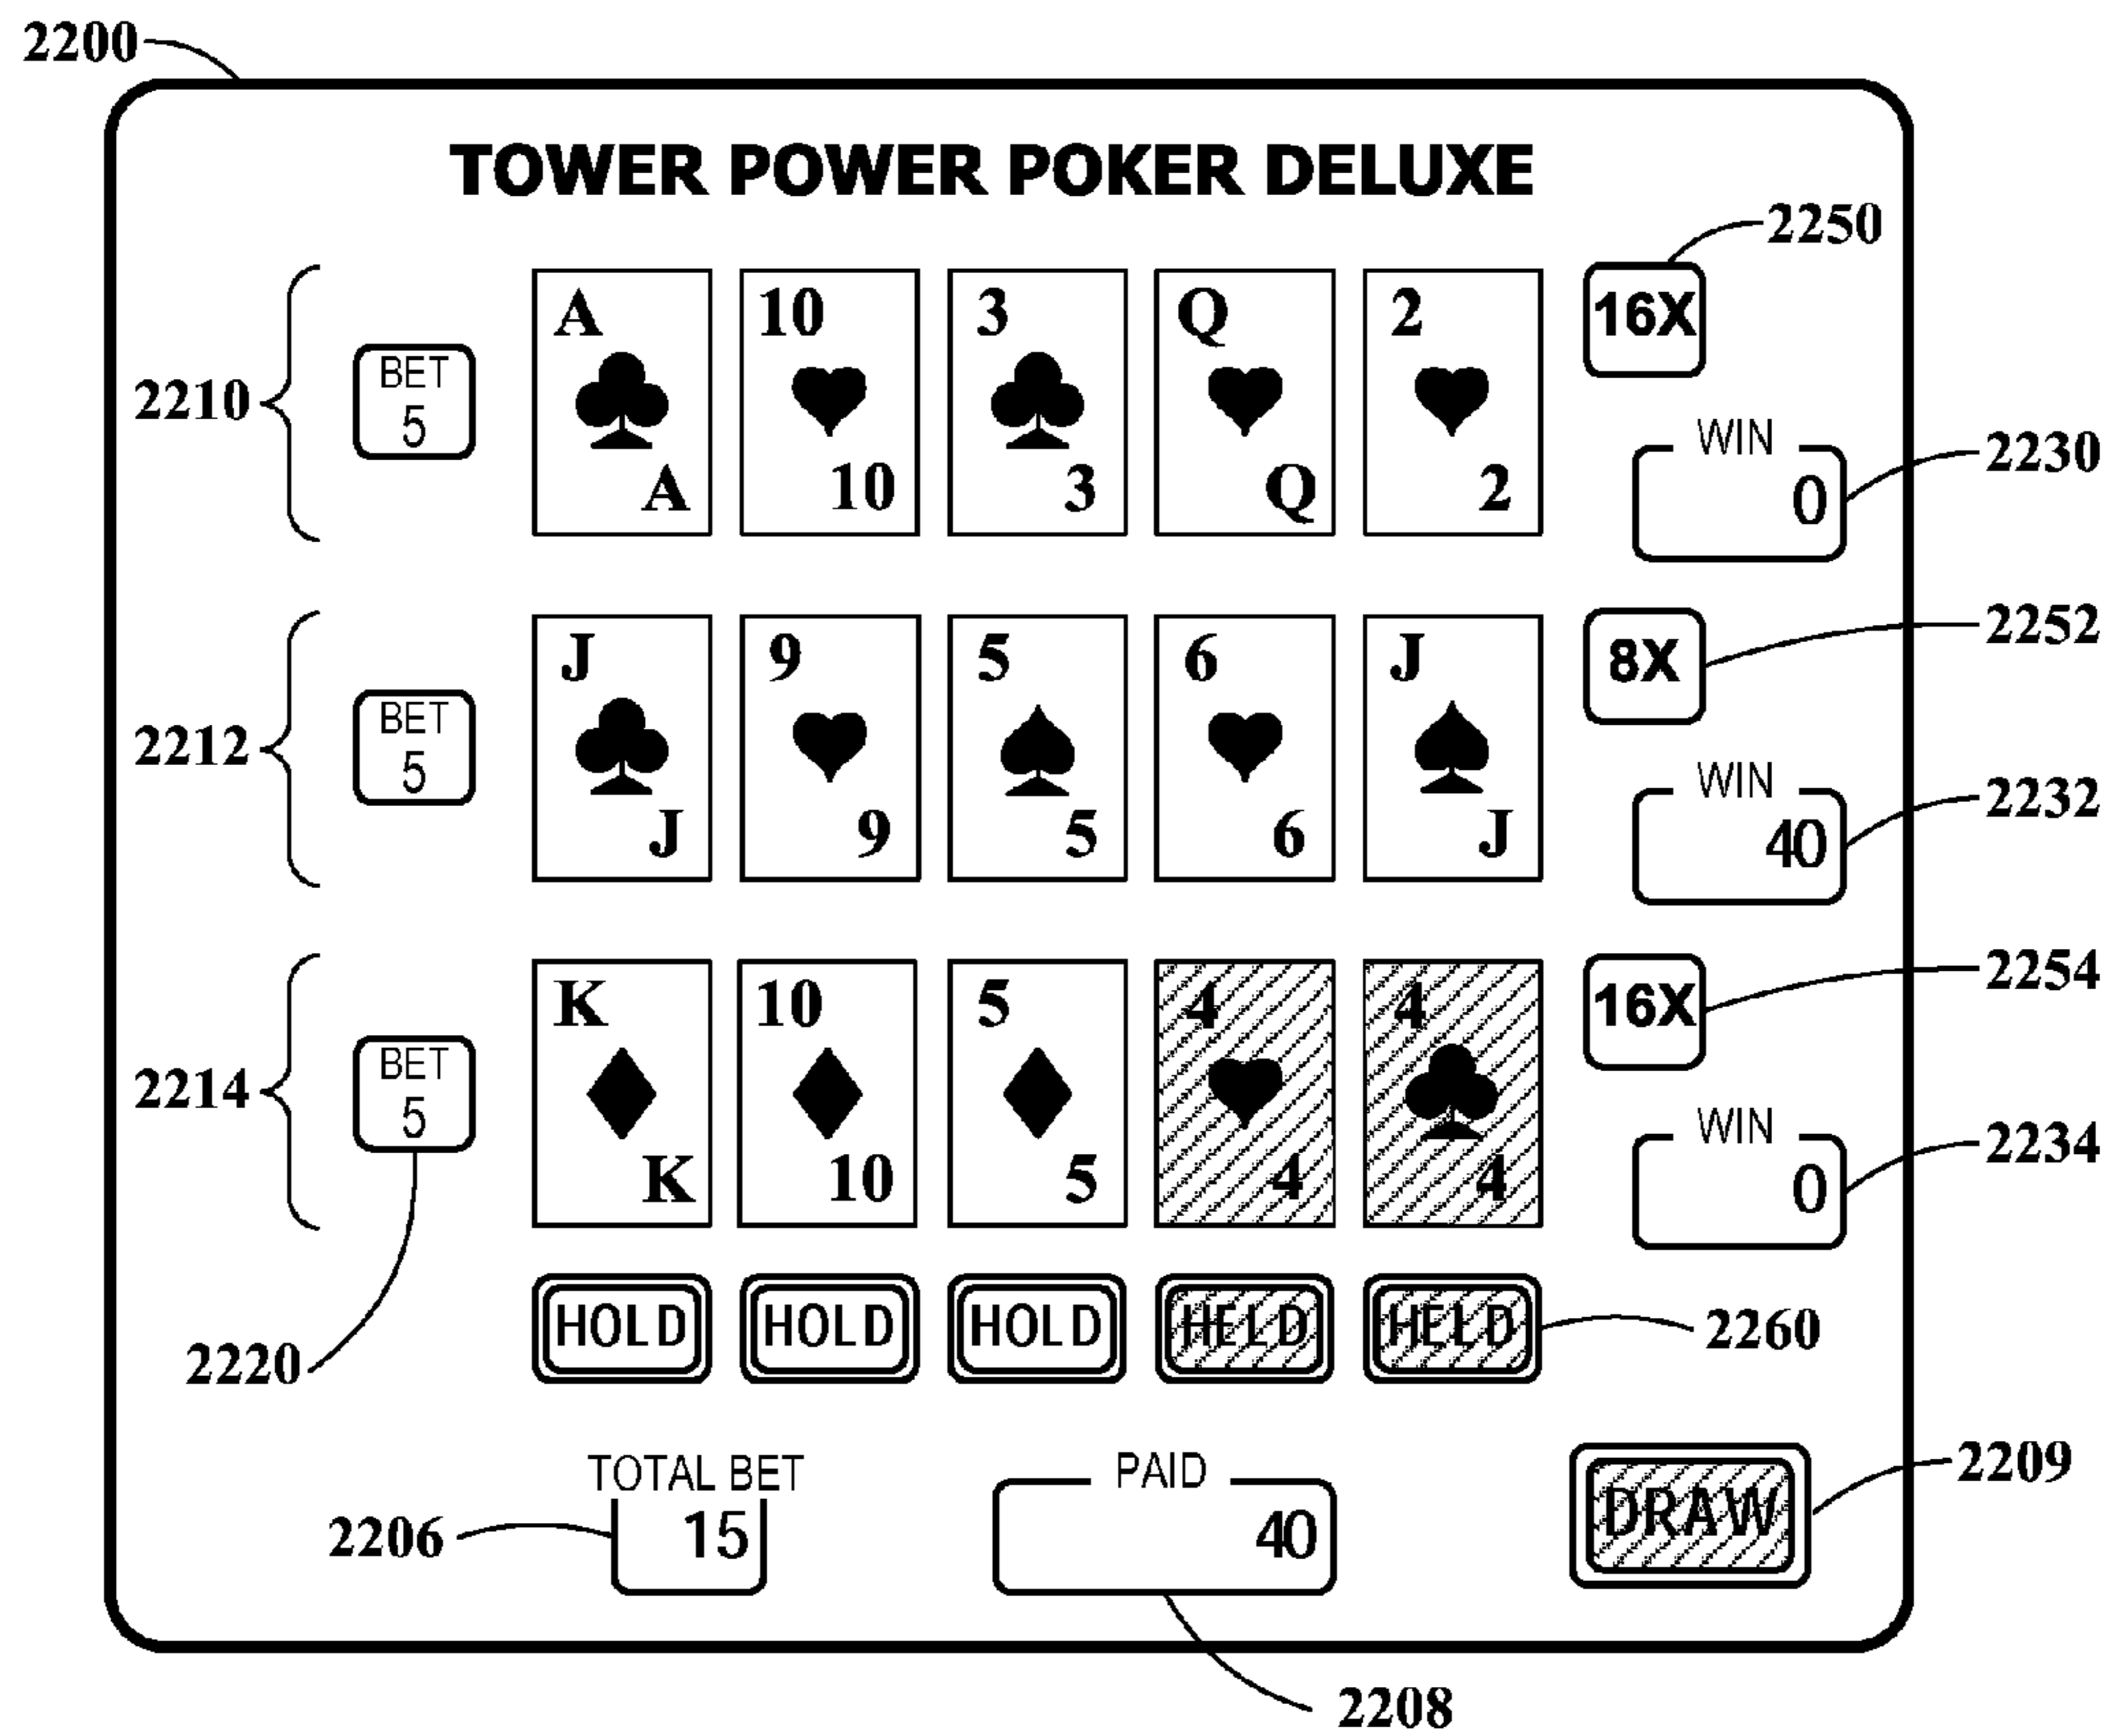 2200
TOWER POWER POKER DELUXE
2250
A 10 3 Q 2 16X
2210 BET 5
WIN 0 2230
A 10 3 Q 2
J 9 5 6 J 8X 2252
2212 BET 5
WIN 40 2232
J 9 5 6 J
K 10 5 4 4 16X 2254
2214 BET 5
WIN 0 2234
K 10 5 4 4
2220
HOLD HOLD HOLD HELD HELD 2260
TOTAL BET PAID
2206 15 40 DRAW 2209
2208